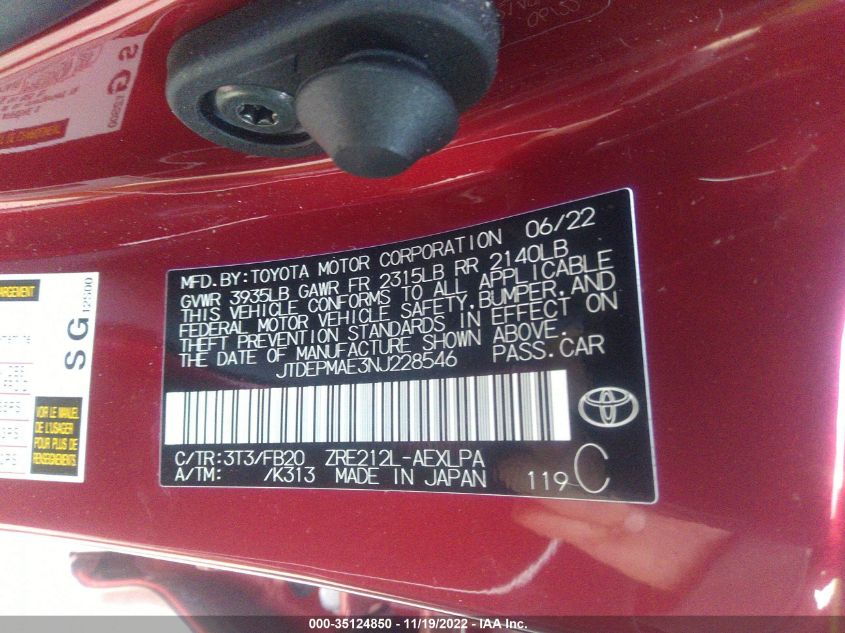 MFD. BY: TOYOTA MOTOR CORPORATION 06/22
GVWR 3935LB GAWR FR 2315LB RR 2140LB
THIS VEHICLE CONFORMS TO ALL APPLICABLE
FEDERAL MOTOR VEHICLE SAFETY, BUMPER, AND
THEFT PREVENTION STANDARDS IN EFFECT ON
THE DATE OF MANUFACTURE SHOWN ABOVE.
JTDEPMAE3NJ228546 PASS. CAR
C/TR: 3T3/FB20 ZRE212L-AEXLPA
A/TM: /K313 MADE IN JAPAN 119 C
SG 12500
VOIR LE MANUEL
DE L'USAGER
POUR PLUS DE
RENSEIGNEMENTS
000-35124850 - 11/19/2022 - IAA Inc.